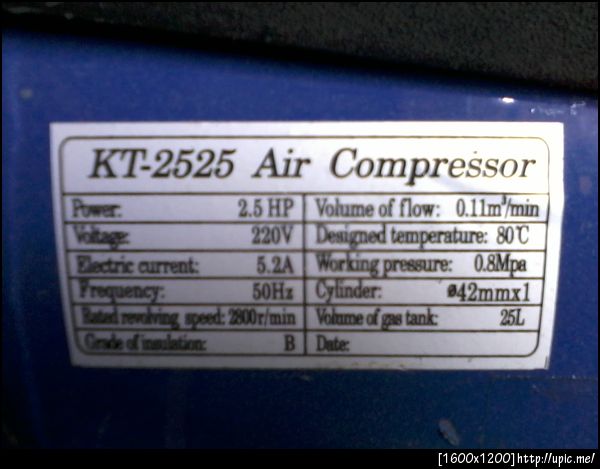 KT-2525 Air Compressor
Power: 2.5 HP Volume of flow: 0.11m³/min
Voltage: 220V Designed temperature: 80℃
Electric current: 5.2A Working pressure: 0.8Mpa
Frequency: 50Hz Cylinder: ø42mmx1
Rated revolving speed: 2800r/min Volume of gas tank: 25L
Grade of insulation: B Date:
[1600x1200]http://upic.me/